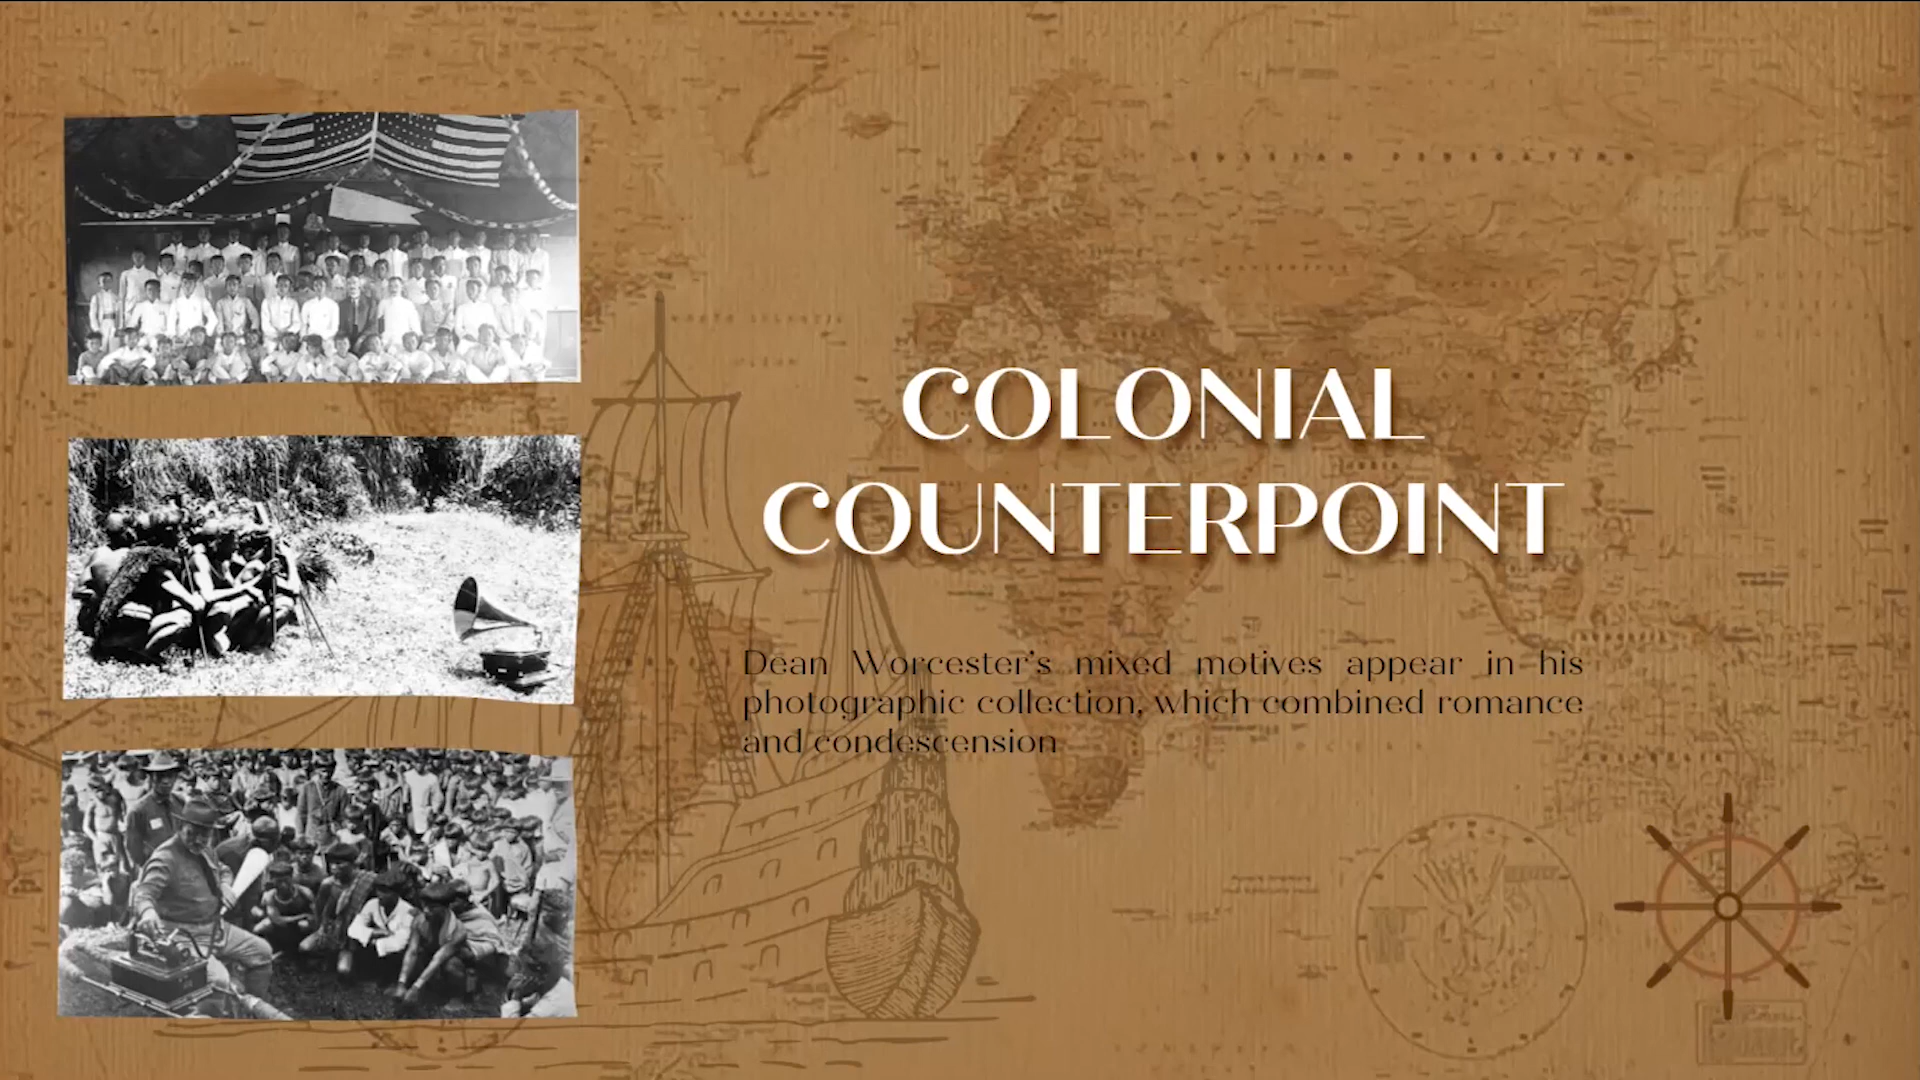 COLONIAL
COUNTERPOINT
Dean Worcester's mixed motives appear in his
photographic collection, which combined romance
and condescension